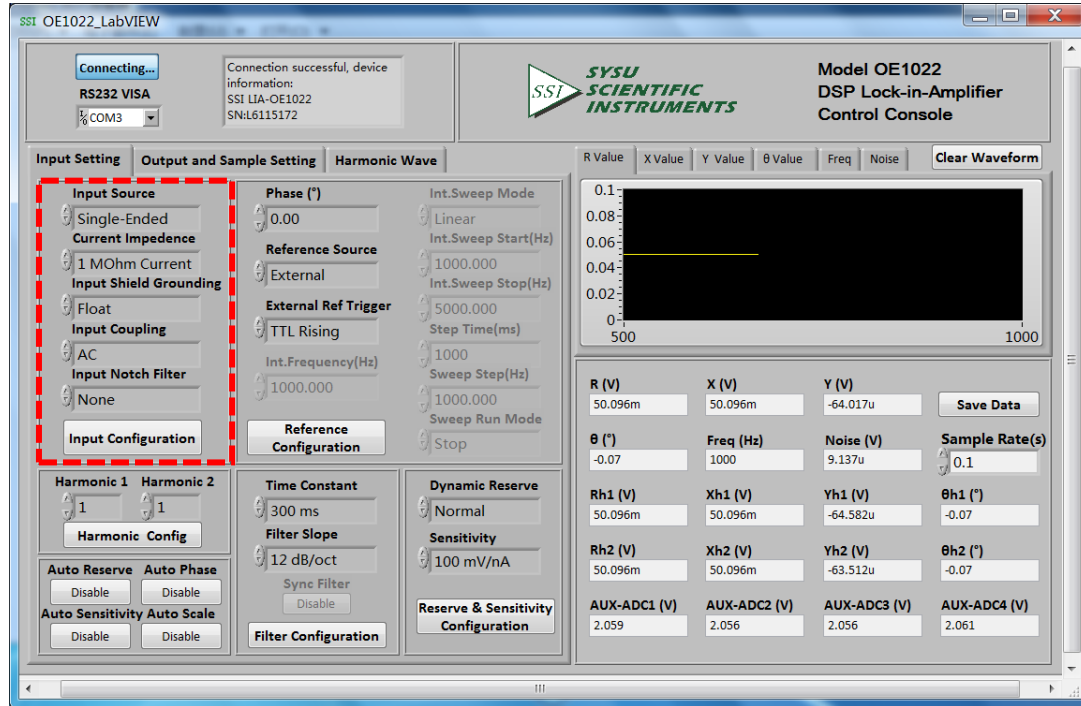 SSI OE1022_LabVIEW
Connecting...
RS232 VISA
COM3
Connection successful, device
information:
SSI LIA-OE1022
SN:L6115172
SSI
SYSU
SCIENTIFIC
INSTRUMENTS
Model OE1022
DSP Lock-in-Amplifier
Control Console
Input Setting
Output and Sample Setting
Harmonic Wave
Input Source
Single-Ended
Current Impedence
1 MOhm Current
Input Shield Grounding
Float
Input Coupling
AC
Input Notch Filter
None
Input Configuration
Phase (°)
0.00
Reference Source
External
External Ref Trigger
TTL Rising
Int.Frequency(Hz)
1000.000
Reference
Configuration
Int.Sweep Mode
Linear
Int.Sweep Start(Hz)
1000.000
Int.Sweep Stop(Hz)
5000.000
Step Time(ms)
1000
Sweep Step(Hz)
1000.000
Sweep Run Mode
Stop
Harmonic 1 Harmonic 2
1 1
Harmonic Config
Auto Reserve Auto Phase
Disable Disable
Auto Sensitivity Auto Scale
Disable Disable
Time Constant
300 ms
Filter Slope
12 dB/oct
Sync Filter
Disable
Filter Configuration
Dynamic Reserve
Normal
Sensitivity
100 mV/nA
Reserve & Sensitivity
Configuration
R Value X Value Y Value θ Value Freq Noise Clear Waveform
0.1
0.08
0.06
0.04
0.02
0
500 1000
R (V) X (V) Y (V)
50.096m 50.096m -64.017u Save Data
θ (°) Freq (Hz) Noise (V) Sample Rate(s)
-0.07 1000 9.137u 0.1
Rh1 (V) Xh1 (V) Yh1 (V) θh1 (°)
50.096m 50.096m -64.582u -0.07
Rh2 (V) Xh2 (V) Yh2 (V) θh2 (°)
50.096m 50.096m -63.512u -0.07
AUX-ADC1 (V) AUX-ADC2 (V) AUX-ADC3 (V) AUX-ADC4 (V)
2.059 2.056 2.056 2.061